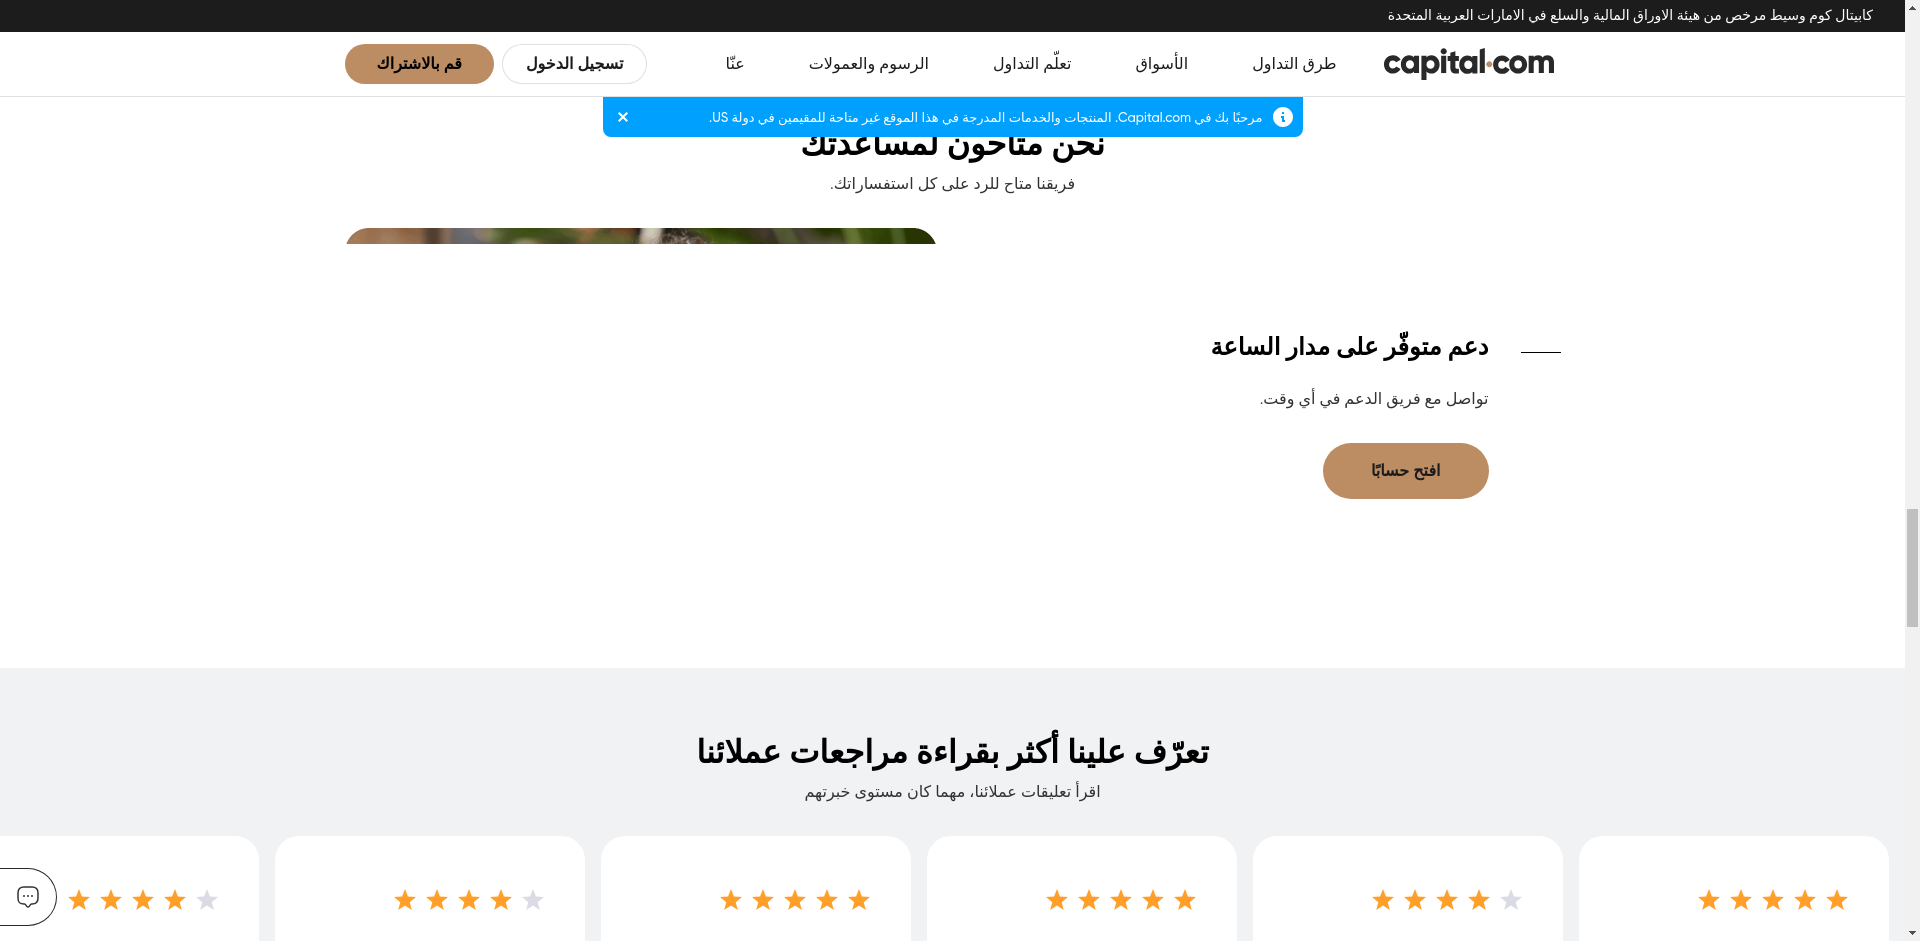 كابيتال كوم وسيط مرخص من هيئة الاوراق المالية والسلع في الامارات العربية المتحدة
capital.com
طرق التداول
الأسواق
تعلّم التداول
الرسوم والعمولات
عنّا
تسجيل الدخول
قم بالاشتراك
مرحبًا بك في Capital.com. المنتجات والخدمات المدرجة في هذا الموقع غير متاحة للمقيمين في دولة US.
نحن متاحون لمساعدتك
فريقنا متاح للرد على كل استفساراتك.
دعم متوفّر على مدار الساعة
تواصل مع فريق الدعم في أي وقت.
افتح حسابًا
تعرّف علينا أكثر بقراءة مراجعات عملائنا
اقرأ تعليقات عملائنا، مهما كان مستوى خبرتهم